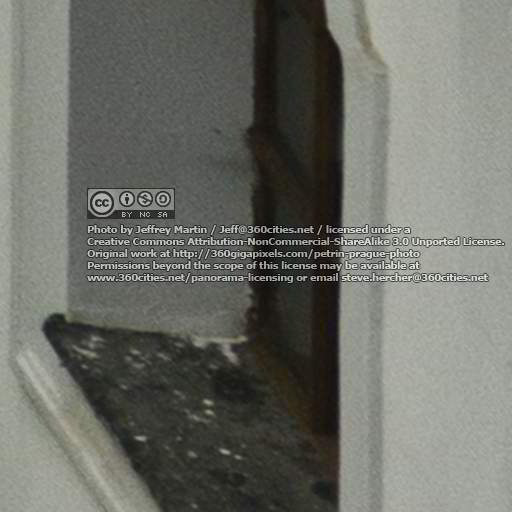 cc
BY NC SA
Photo by Jeffrey Martin / Jeff@360cities.net / licensed under a
Creative Commons Attribution-NonCommercial-ShareAlike 3.0 Unported License.
Original work at http://360gigapixels.com/petrin-prague-photo
Permissions beyond the scope of this license may be available at
www.360cities.net/panorama-licensing or email steve.hercher@360cities.net